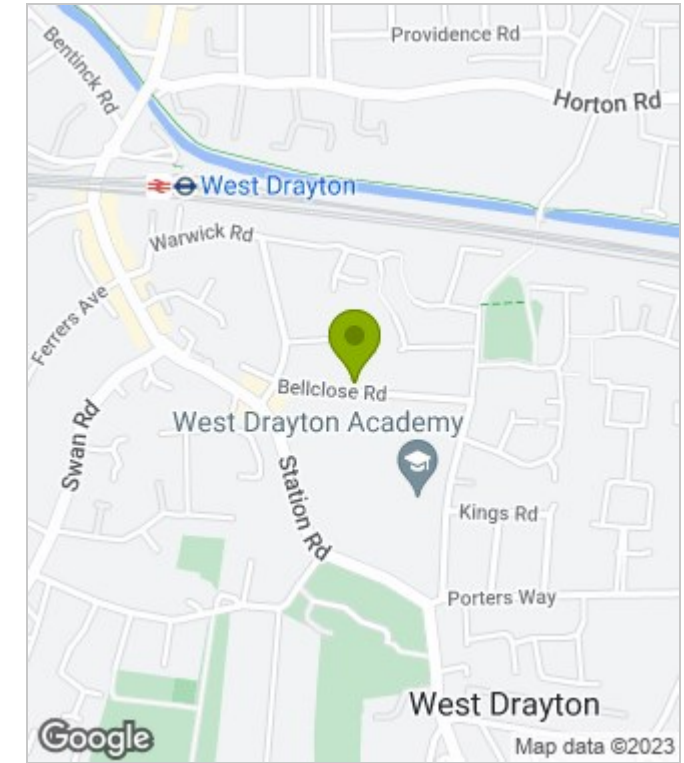 Providence Rd
Bentinck Rd
Horton Rd
West Drayton
Warwick Rd
Ferrers Ave
Bellclose Rd
West Drayton Academy
Swan Rd
Station Rd
Kings Rd
Porters Way
West Drayton
Google
Map data ©2023